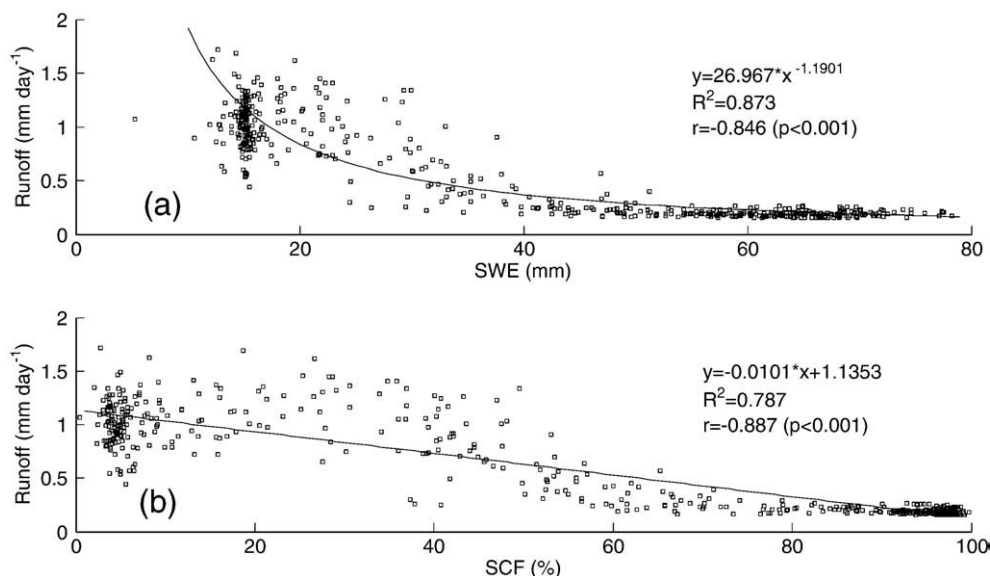 2
1.5
1
0.5
0
Runoff (mm day-1)
y=26.967*x-1.1901
R2=0.873
r=-0.846 (p<0.001)
(a)
0 20 40 60 80
SWE (mm)
2
1.5
1
0.5
0
Runoff (mm day-1)
y=-0.0101*x+1.1353
R2=0.787
r=-0.887 (p<0.001)
(b)
0 20 40 60 80 100
SCF (%)